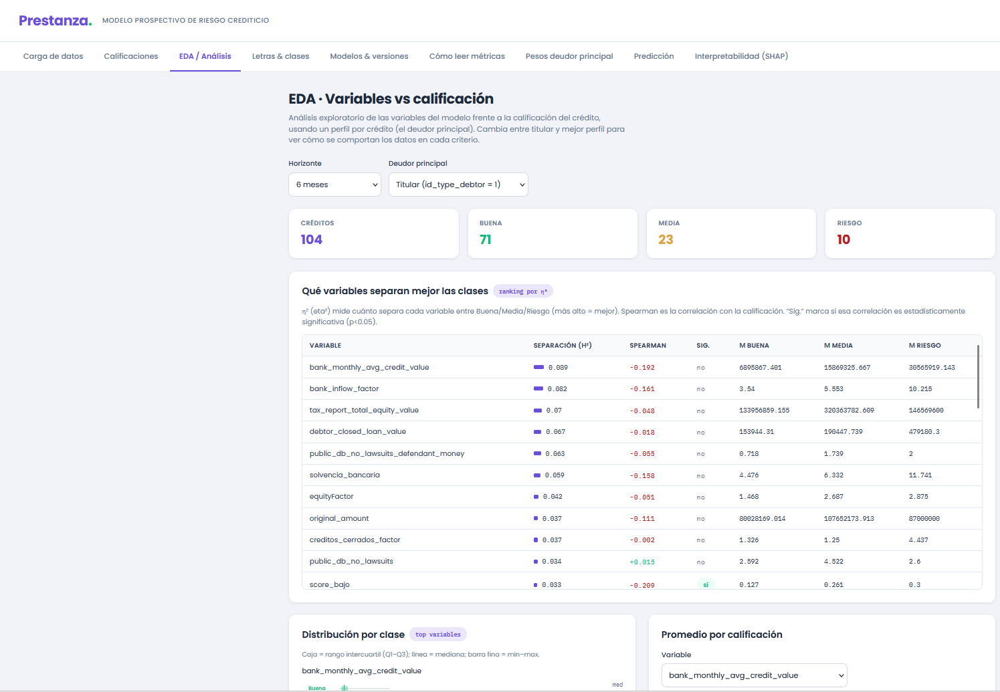 Prestanza. MODELO PROSPECTIVO DE RIESGO CREDITICIO
Carga de datos Calificaciones EDA / Análisis Letras & clases Modelos & versiones Cómo leer métricas Pesos deudor principal Predicción Interpretabilidad (SHAP)
EDA · Variables vs calificación
Análisis exploratorio de las variables del modelo frente a la calificación del crédito,
usando un perfil por crédito (el deudor principal). Cambia entre titular y mejor perfil para
ver cómo se comportan los datos en cada criterio.
Horizonte Deudor principal
6 meses Titular (id_type_debtor = 1)
CRÉDITOS BUENA MEDIA RIESGO
104 71 23 10
Qué variables separan mejor las clases ranking por η²
η² (eta²) mide cuánto separa cada variable entre Buena/Media/Riesgo (más alto = mejor). Spearman es la correlación con la calificación. "Sig." marca si esa correlación es estadísticamente
significativa (p<0.05).
VARIABLE SEPARACIÓN (H²) SPEARMAN SIG. M BUENA M MEDIA M RIESGO
bank_monthly_avg_credit_value 0.089 -0.192 no 6895867.401 15869325.667 30565919.143
bank_inflow_factor 0.082 -0.161 no 3.54 5.553 10.215
tax_report_total_equity_value 0.07 -0.048 no 133956859.155 320363782.609 146569600
debtor_closed_loan_value 0.067 -0.018 no 153944.31 190447.739 479180.3
public_db_no_lawsuits_defendant_money 0.063 -0.055 no 0.718 1.739 2
solvencia_bancaria 0.059 -0.158 no 4.476 6.332 11.741
equityFactor 0.042 -0.051 no 1.468 2.687 2.875
original_amount 0.037 -0.111 no 80028169.014 107652173.913 87000000
creditos_cerrados_factor 0.037 -0.002 no 1.326 1.25 4.437
public_db_no_lawsuits 0.034 +0.015 no 2.592 4.522 2.6
score_bajo 0.033 -0.209 sí 0.127 0.261 0.3
Distribución por clase top variables
Caja = rango intercuartil (Q1–Q3); línea = mediana; barra fina = min–max.
bank_monthly_avg_credit_value
Buena med
Promedio por calificación
Variable
bank_monthly_avg_credit_value